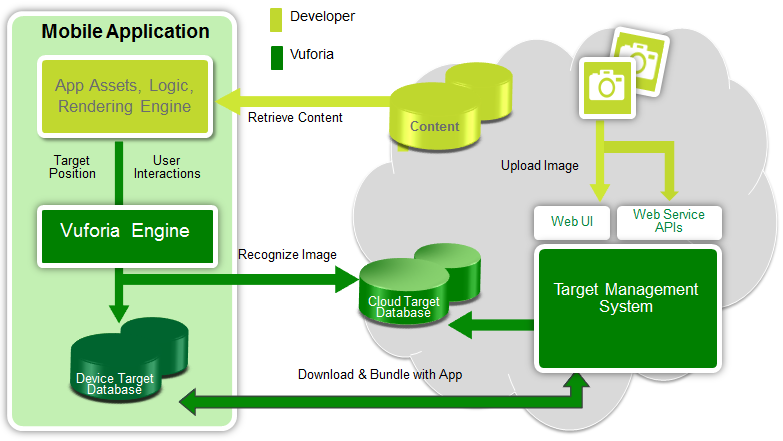 Mobile Application
Developer
Vuforia
App Assets, Logic,
Rendering Engine
Retrieve Content
Content
Target
Position
User
Interactions
Upload Image
Vuforia Engine
Web UI
Web Service
APIs
Recognize Image
Cloud Target
Database
Target Management
System
Device Target
Database
Download & Bundle with App